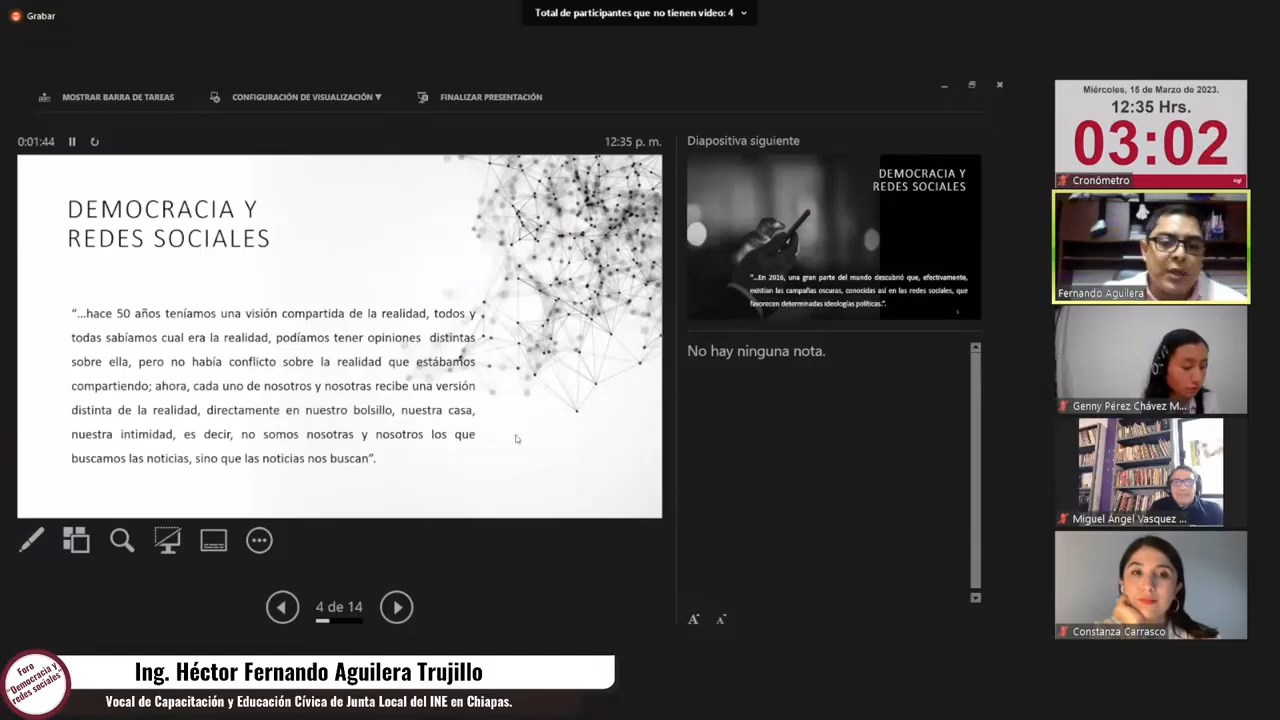 Grabar
Total de participantes que no tienen video: 4
MOSTRAR BARRA DE TAREAS
CONFIGURACIÓN DE VISUALIZACIÓN
FINALIZAR PRESENTACIÓN
0:01:44
12:35 p. m.
DEMOCRACIA Y
REDES SOCIALES
“...hace 50 años teníamos una visión compartida de la realidad, todos y
todas sabíamos cual era la realidad, podíamos tener opiniones distintas
sobre ella, pero no había conflicto sobre la realidad que estábamos
compartiendo; ahora, cada uno de nosotros y nosotras recibe una versión
distinta de la realidad, directamente en nuestro bolsillo, nuestra casa,
nuestra intimidad, es decir, no somos nosotras y nosotros los que
buscamos las noticias, sino que las noticias nos buscan”.
4 de 14
Diapositiva siguiente
DEMOCRACIA Y
REDES SOCIALES
“...En 2016, una gran parte del mundo descubrió que, efectivamente,
existían las campañas oscuras, conocidas así en las redes sociales, que
favorecen determinadas ideologías políticas.”.
No hay ninguna nota.
A A
Miércoles, 15 de Marzo de 2023.
12:35 Hrs.
03:02
Cronómetro
Fernando Aguilera
Genny Pérez Chávez M...
Miguel Ángel Vasquez ...
Constanza Carrasco
Foro
"Democracia y
redes sociales"
Ing. Héctor Fernando Aguilera Trujillo
Vocal de Capacitación y Educación Cívica de Junta Local del INE en Chiapas.